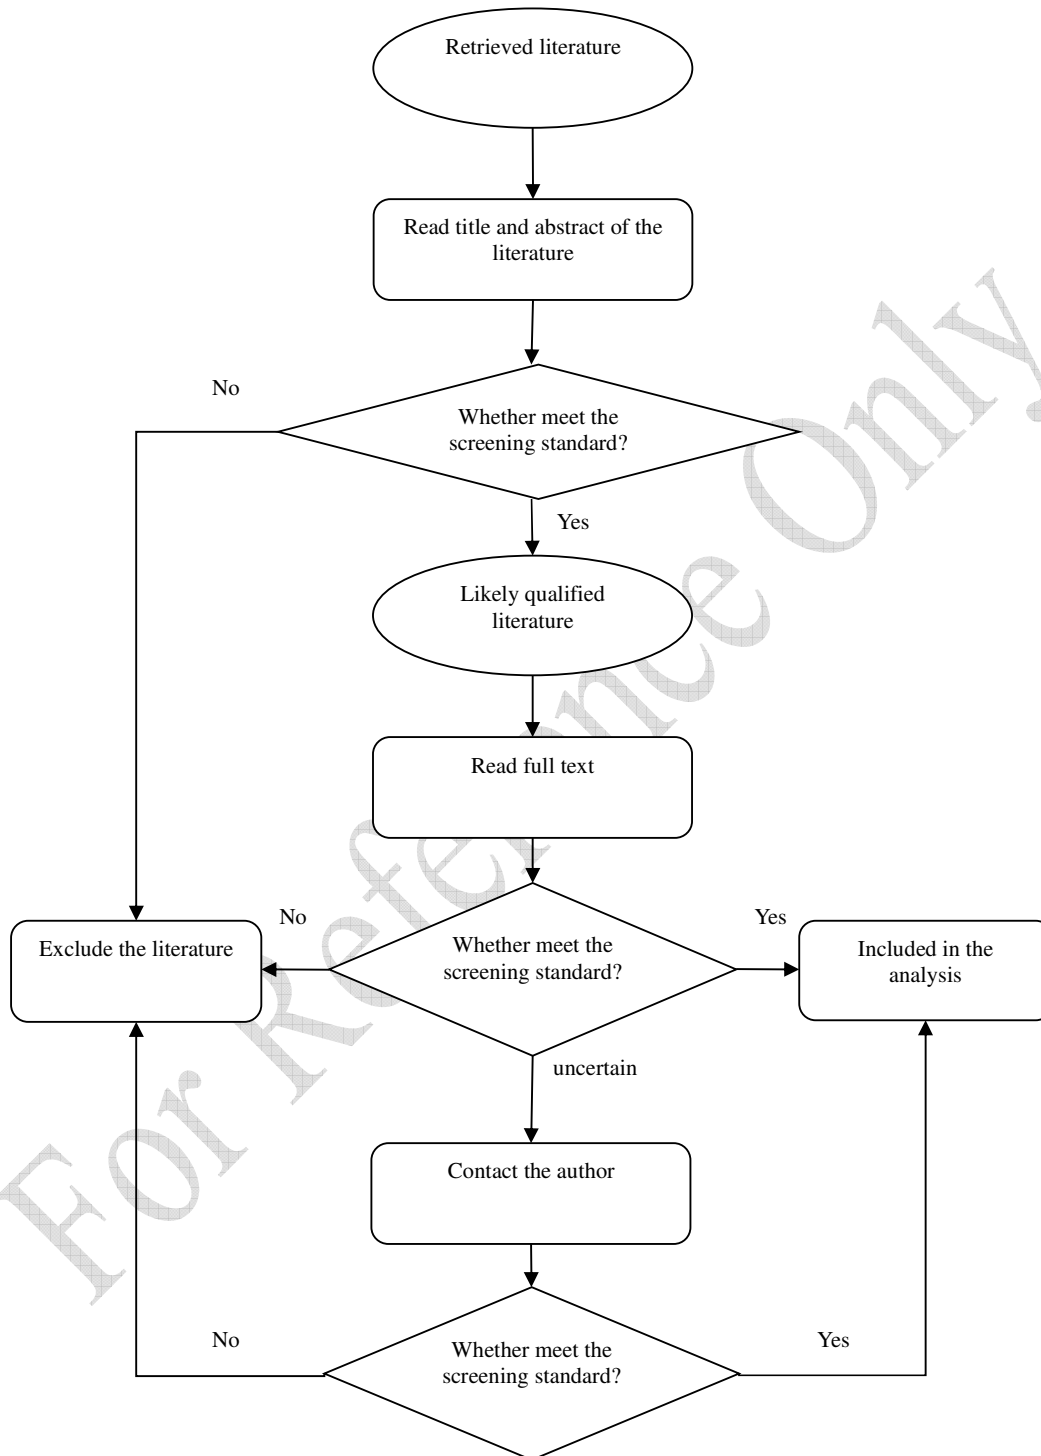 Retrieved literature
Read title and abstract of the
literature
No
Whether meet the
screening standard?
Yes
Likely qualified
literature
Read full text
No
Yes
Exclude the literature
Whether meet the
screening standard?
Included in the
analysis
uncertain
Contact the author
No
Whether meet the
screening standard?
Yes
For Reference Only